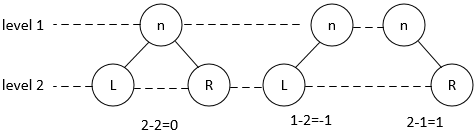 level 1 n n n
level 2 L R L R
2-2=0 1-2=-1 2-1=1